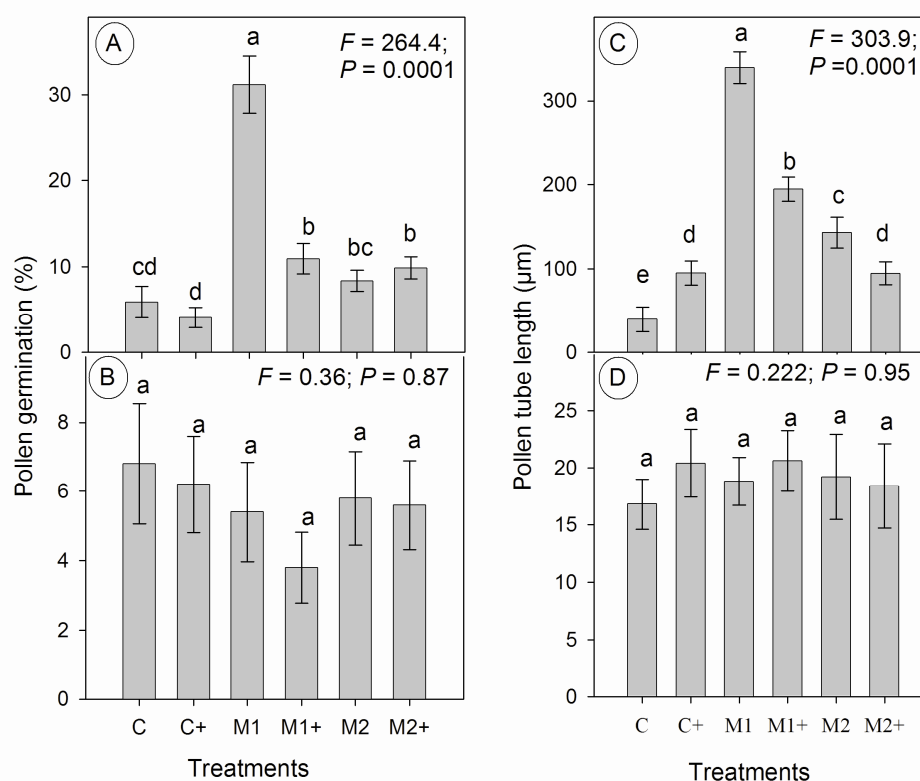 A
F = 264.4;
P = 0.0001
a
cd
d
b
bc
b
30
20
10
0
Pollen germination (%)
B
F = 0.36; P = 0.87
a
a
a
a
a
a
8
6
4
2
0
C C+ M1 M1+ M2 M2+
Treatments
C
F = 303.9;
P =0.0001
a
b
c
d
d
e
300
200
100
0
Pollen tube length (µm)
D
F = 0.222; P = 0.95
a
a
a
a
a
a
25
20
15
10
5
0
C C+ M1 M1+ M2 M2+
Treatments